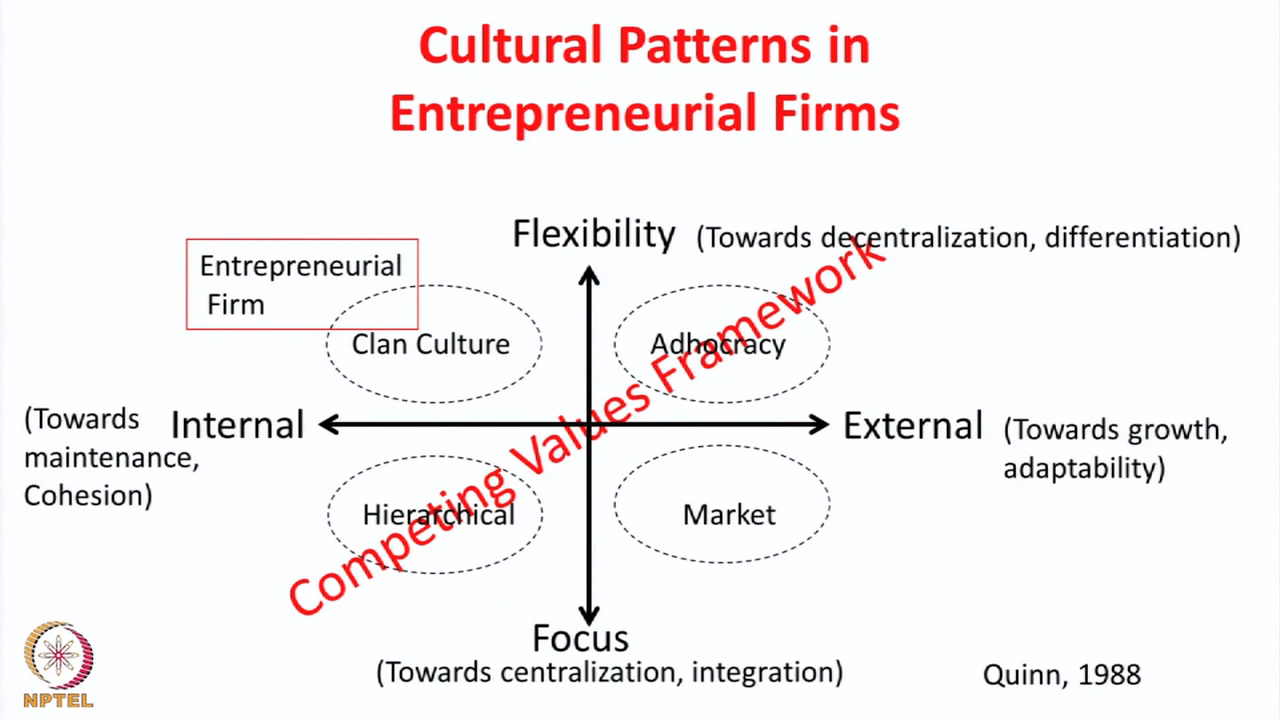 Cultural Patterns in
Entrepreneurial Firms
Flexibility (Towards decentralization, differentiation)
Entrepreneurial
Firm
Clan Culture
Adhocracy
Competing Values Framework
(Towards
maintenance,
Cohesion)
Internal
External
(Towards growth,
adaptability)
Hierarchical
Market
Focus
(Towards centralization, integration)
Quinn, 1988
NPTEL